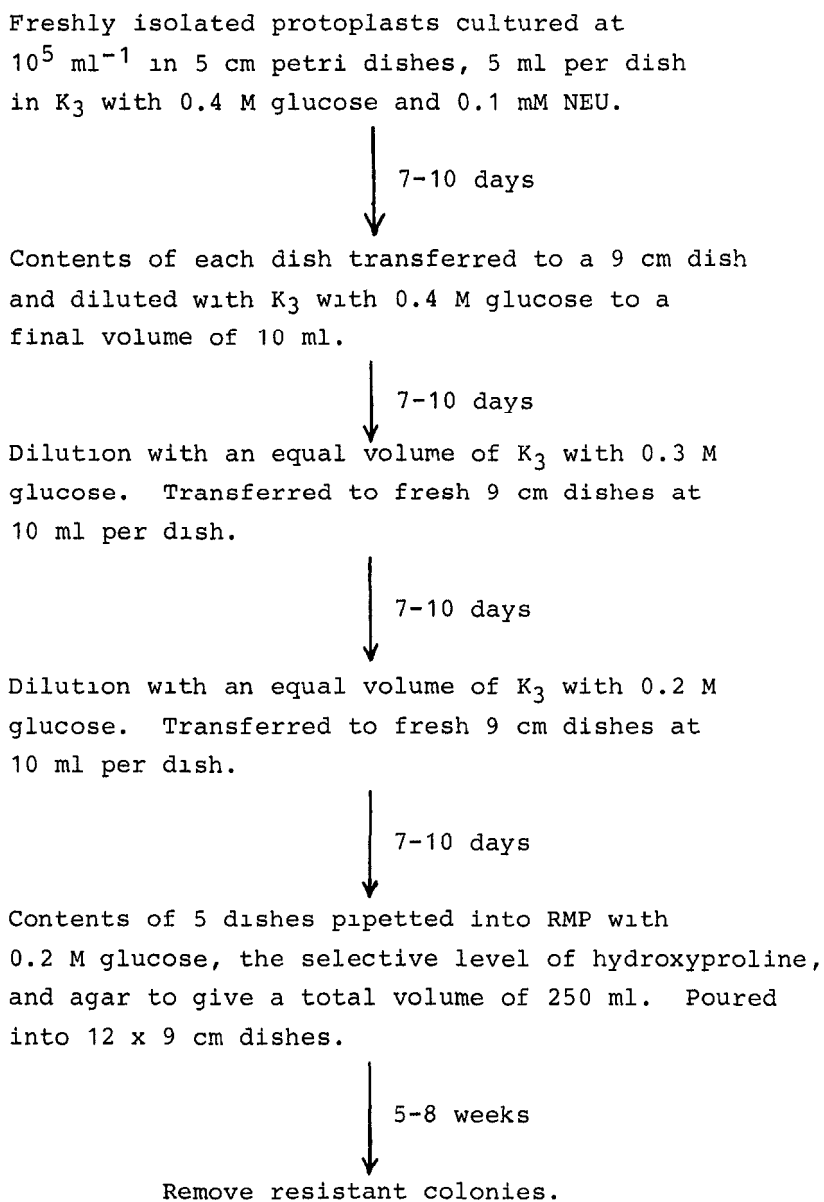 Freshly isolated protoplasts cultured at
10⁵ ml⁻¹ ın 5 cm petri dishes, 5 ml per dish
in K₃ with 0.4 M glucose and 0.1 mM NEU.
7-10 days
Contents of each dish transferred to a 9 cm dish
and diluted wıth K₃ wıth 0.4 M glucose to a
final volume of 10 ml.
7-10 days
Dilutıon with an equal volume of K₃ with 0.3 M
glucose. Transferred to fresh 9 cm dishes at
10 ml per dısh.
7-10 days
Dılutıon wıth an equal volume of K₃ with 0.2 M
glucose. Transferred to fresh 9 cm dishes at
10 ml per dısh.
7-10 days
Contents of 5 dıshes pıpetted into RMP wıth
0.2 M glucose, the selective level of hydroxyproline,
and agar to give a total volume of 250 ml. Poured
into 12 x 9 cm dishes.
5-8 weeks
Remove resistant colonies.